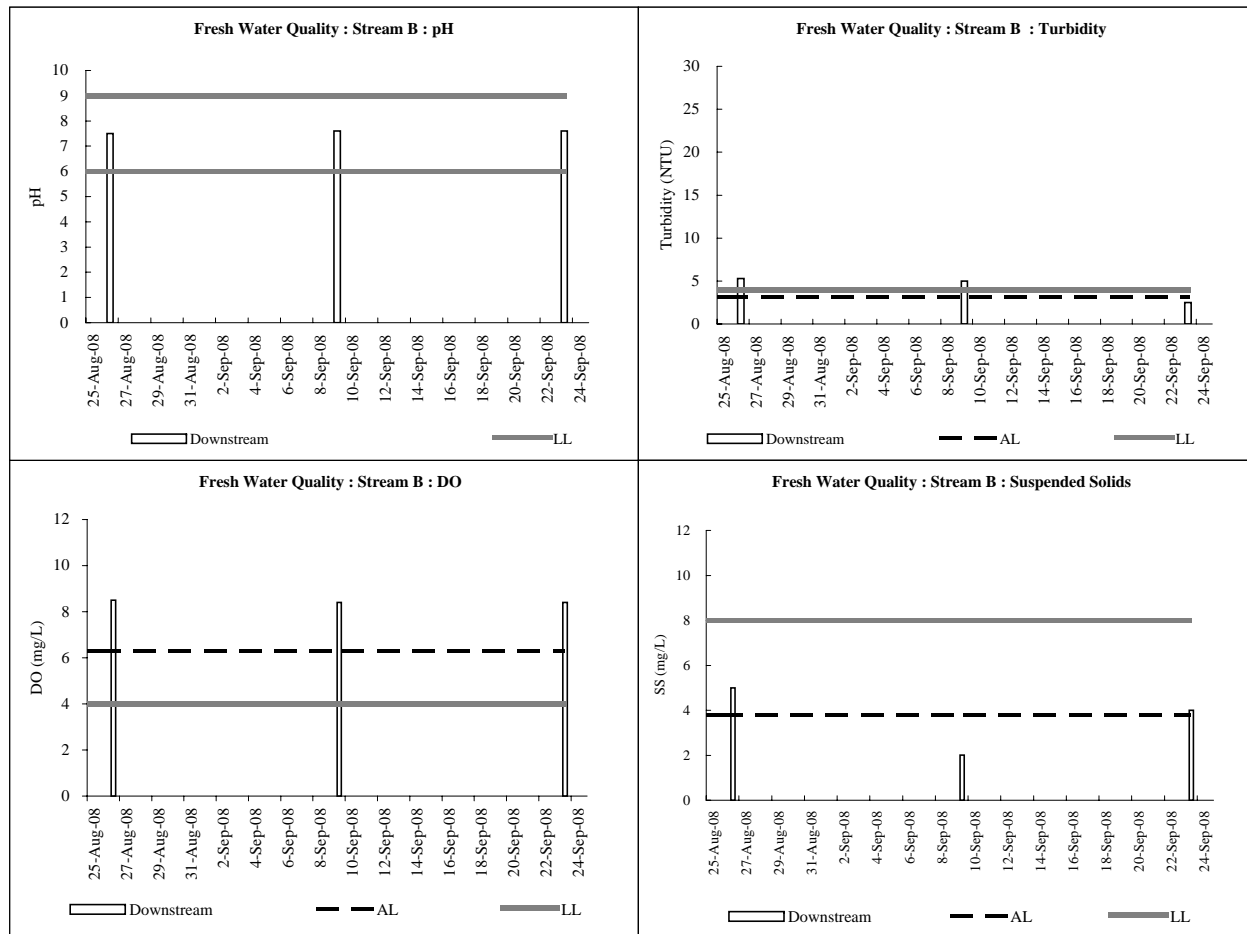 Fresh Water Quality : Stream B : pH
10
9
8
7
6
5
4
3
2
1
0
pH
25-Aug-08
27-Aug-08
29-Aug-08
31-Aug-08
2-Sep-08
4-Sep-08
6-Sep-08
8-Sep-08
10-Sep-08
12-Sep-08
14-Sep-08
16-Sep-08
18-Sep-08
20-Sep-08
22-Sep-08
24-Sep-08
Downstream LL
Fresh Water Quality : Stream B : Turbidity
30
25
20
15
10
5
0
Turbidity (NTU)
25-Aug-08
27-Aug-08
29-Aug-08
31-Aug-08
2-Sep-08
4-Sep-08
6-Sep-08
8-Sep-08
10-Sep-08
12-Sep-08
14-Sep-08
16-Sep-08
18-Sep-08
20-Sep-08
22-Sep-08
24-Sep-08
Downstream AL LL
Fresh Water Quality : Stream B : DO
12
10
8
6
4
2
0
DO (mg/L)
25-Aug-08
27-Aug-08
29-Aug-08
31-Aug-08
2-Sep-08
4-Sep-08
6-Sep-08
8-Sep-08
10-Sep-08
12-Sep-08
14-Sep-08
16-Sep-08
18-Sep-08
20-Sep-08
22-Sep-08
24-Sep-08
Downstream AL LL
Fresh Water Quality : Stream B : Suspended Solids
12
10
8
6
4
2
0
SS (mg/L)
25-Aug-08
27-Aug-08
29-Aug-08
31-Aug-08
2-Sep-08
4-Sep-08
6-Sep-08
8-Sep-08
10-Sep-08
12-Sep-08
14-Sep-08
16-Sep-08
18-Sep-08
20-Sep-08
22-Sep-08
24-Sep-08
Downstream AL LL